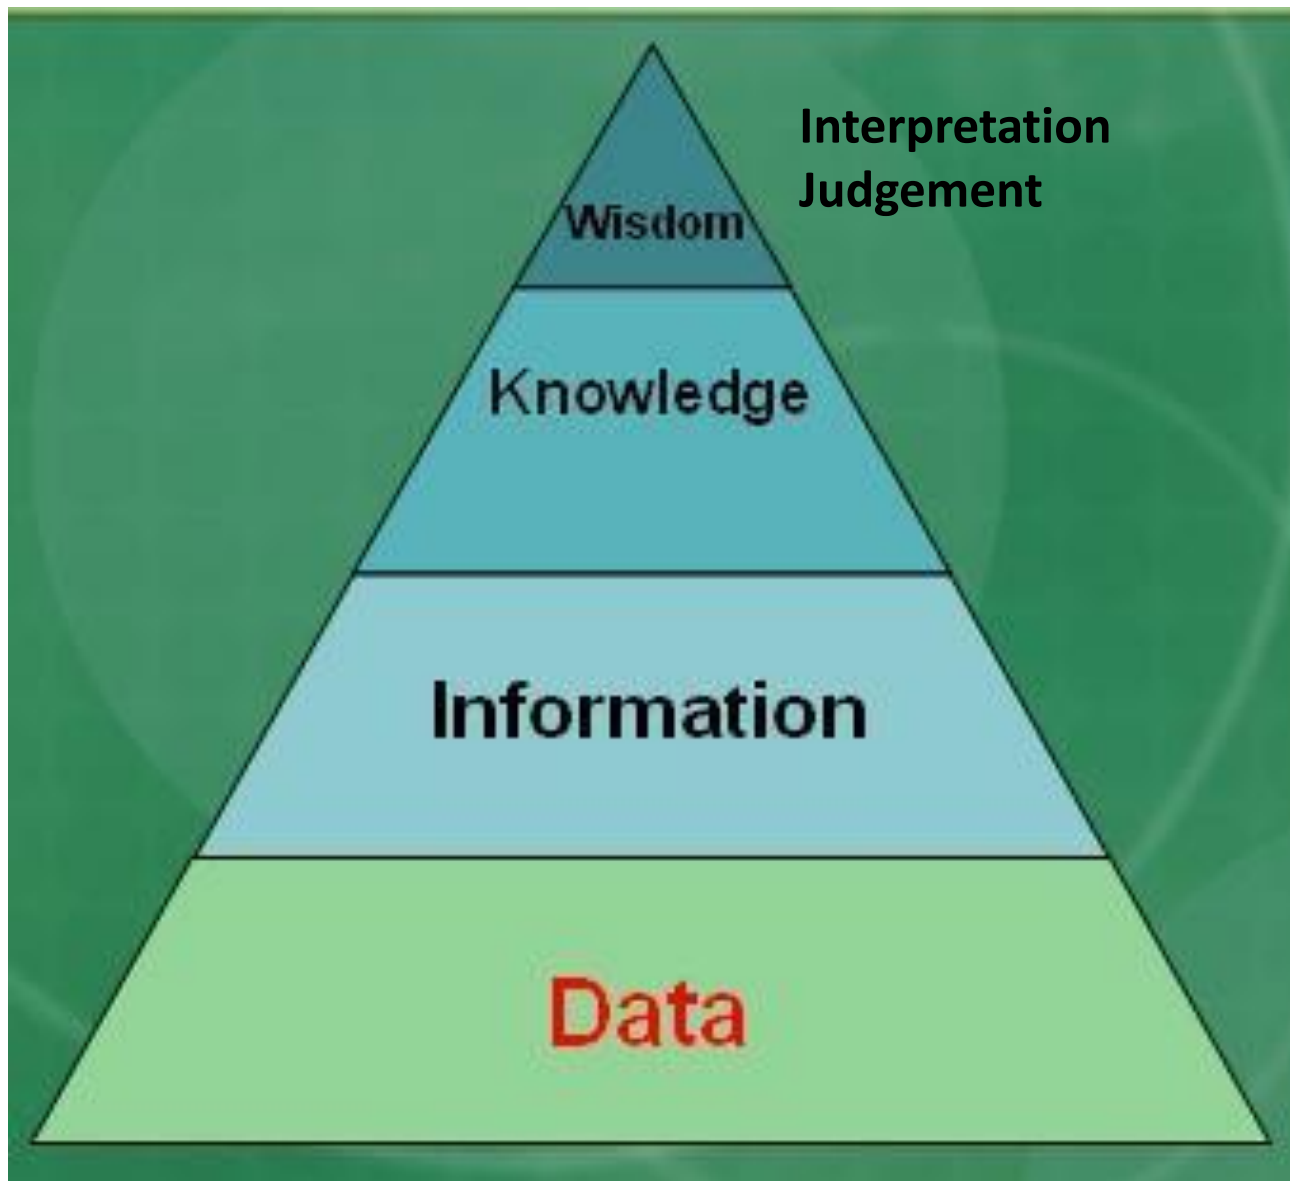 Interpretation
Judgement
Wisdom
Knowledge
Information
Data